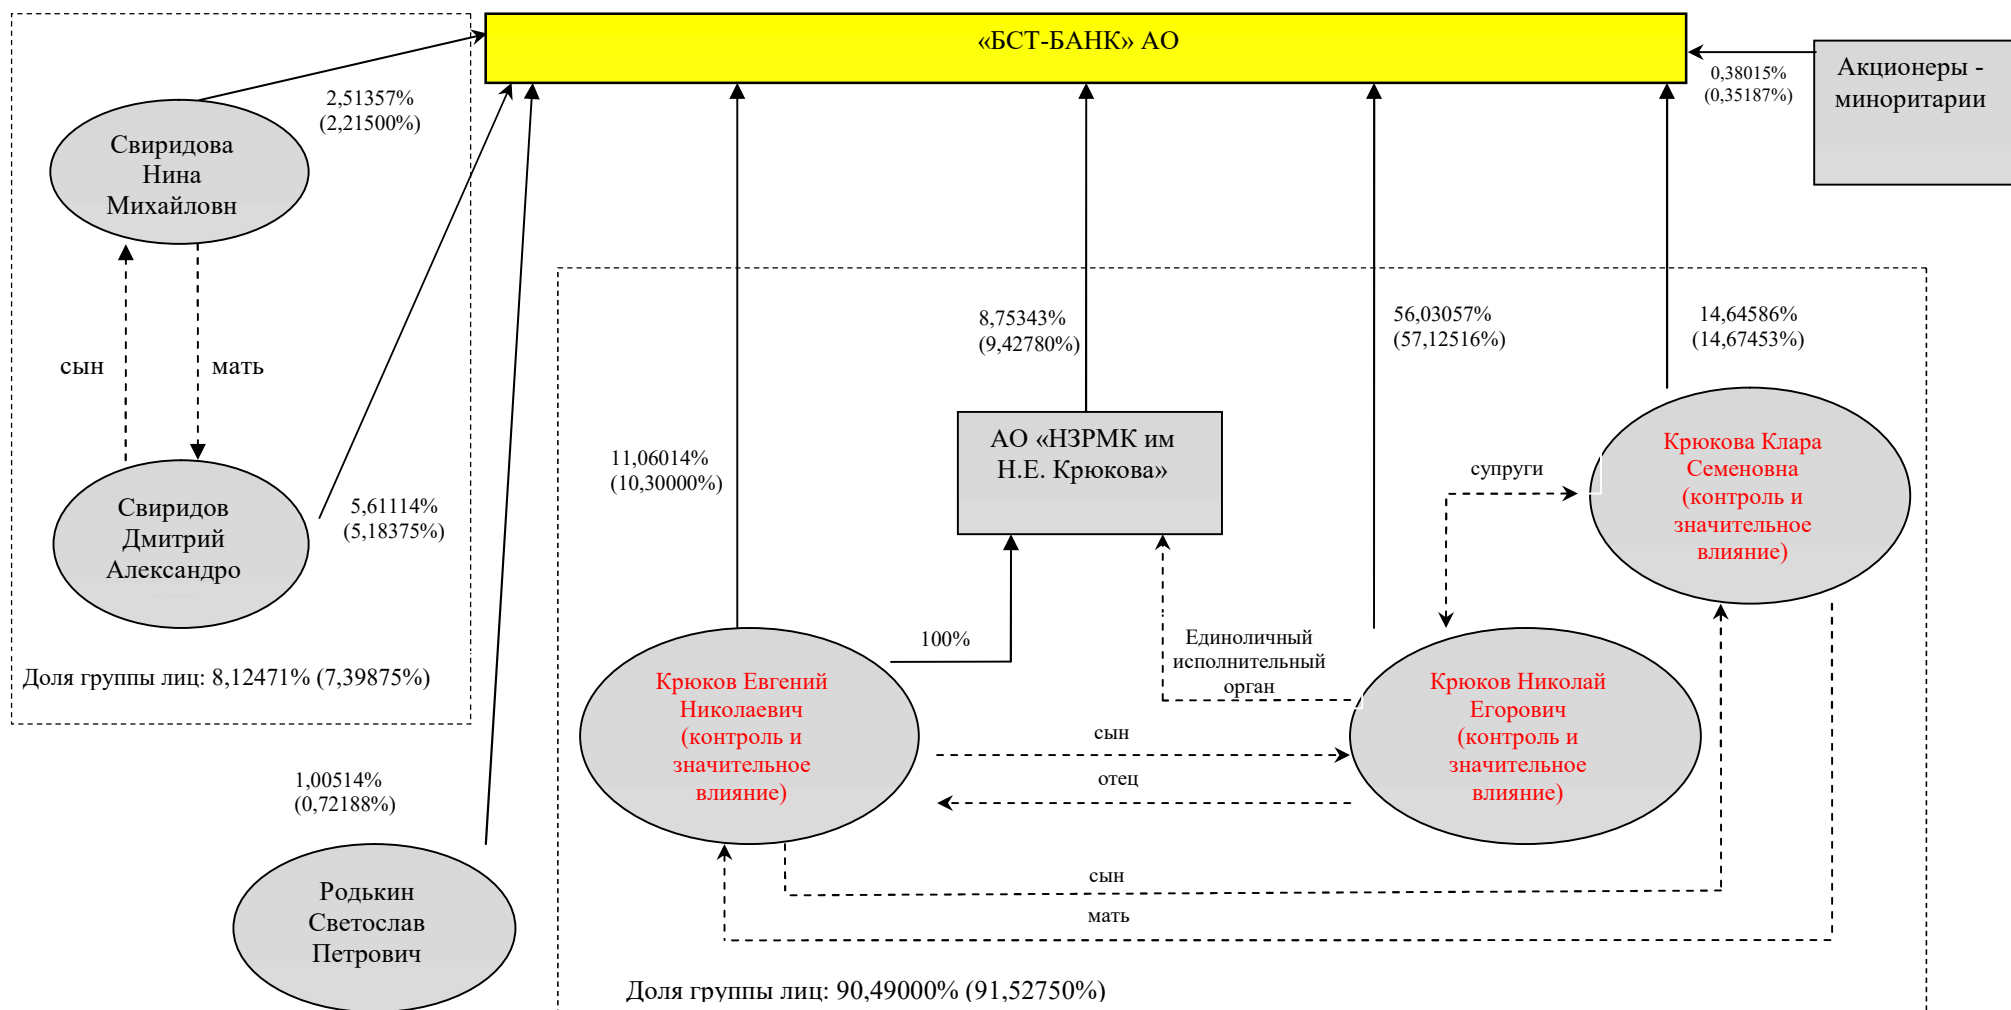 «БСТ-БАНК» АО
Акционеры -
миноритарии
0,38015%
(0,35187%)
2,51357%
(2,21500%)
Свиридова
Нина
Михайловн
сын
мать
Свиридов
Дмитрий
Александро
5,61114%
(5,18375%)
Доля группы лиц: 8,12471% (7,39875%)
1,00514%
(0,72188%)
Родькин
Светослав
Петрович
11,06014%
(10,30000%)
8,75343%
(9,42780%)
56,03057%
(57,12516%)
14,64586%
(14,67453%)
АО «НЗРМК им
Н.Е. Крюкова»
супруги
Крюкова Клара
Семеновна
(контроль и
значительное
влияние)
100%
Единоличный
исполнительный
орган
Крюков Евгений
Николаевич
(контроль и
значительное
влияние)
Крюков Николай
Егорович
(контроль и
значительное
влияние)
сын
отец
сын
мать
Доля группы лиц: 90,49000% (91,52750%)